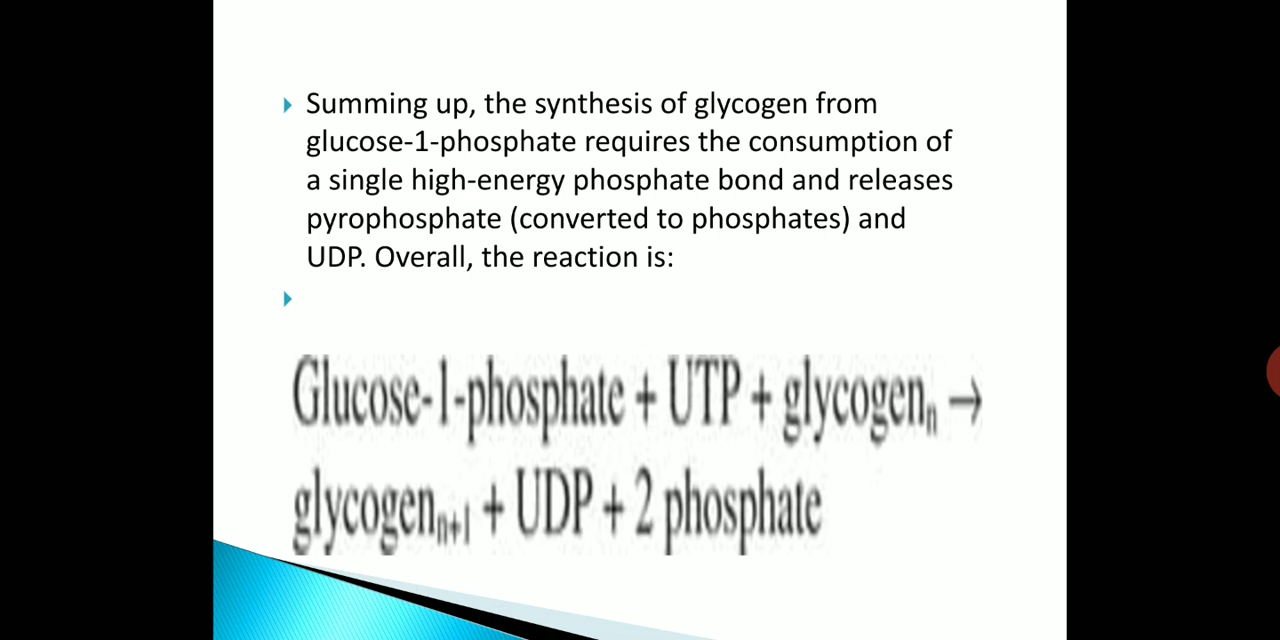 Summing up, the synthesis of glycogen from
glucose-1-phosphate requires the consumption of
a single high-energy phosphate bond and releases
pyrophosphate (converted to phosphates) and
UDP. Overall, the reaction is:
Glucose-1-phosphate + UTP + glycogenₙ →
glycogenₙ₊₁ + UDP + 2 phosphate